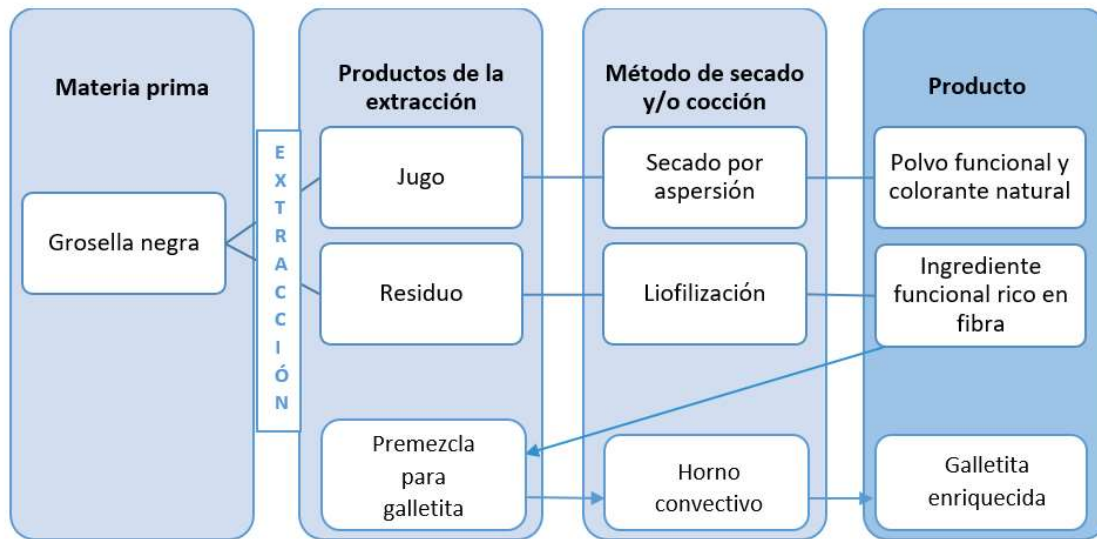 Materia prima
Grosella negra
EXTRACCCIÓN
Productos de la
extracción
Jugo
Residuo
Premezcla
para
galletita
Método de secado
y/o cocción
Secado por
aspersión
Liofilización
Horno
convectivo
Producto
Polvo funcional y
colorante natural
Ingrediente
funcional rico en
fibra
Galletita
enriquecida